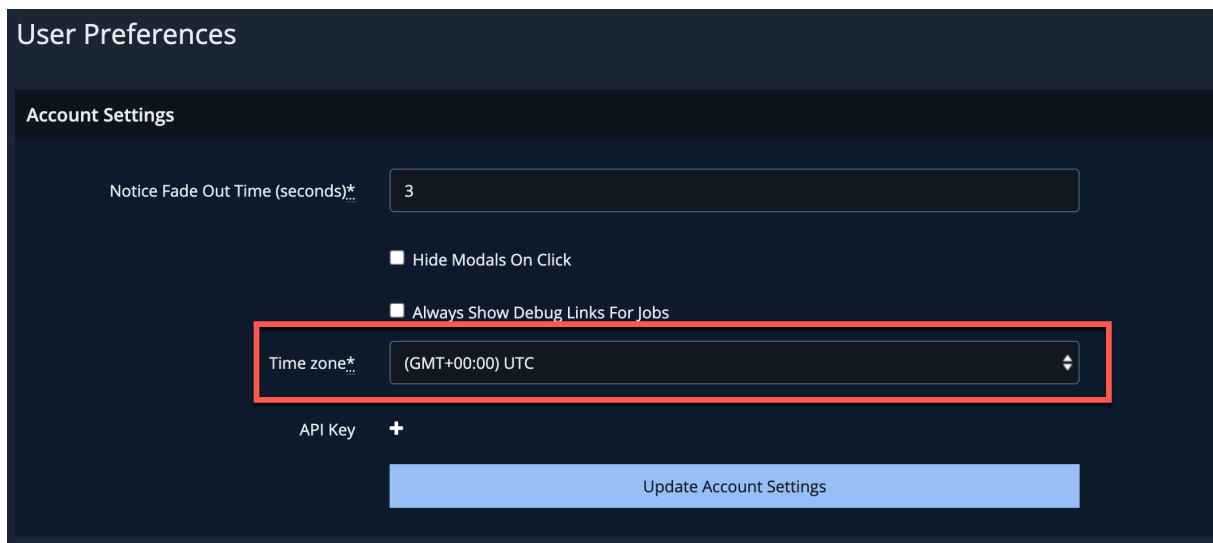 User Preferences
Account Settings
Notice Fade Out Time (seconds)*
3
Hide Modals On Click
Always Show Debug Links For Jobs
Time zone*
(GMT+00:00) UTC
API Key
Update Account Settings